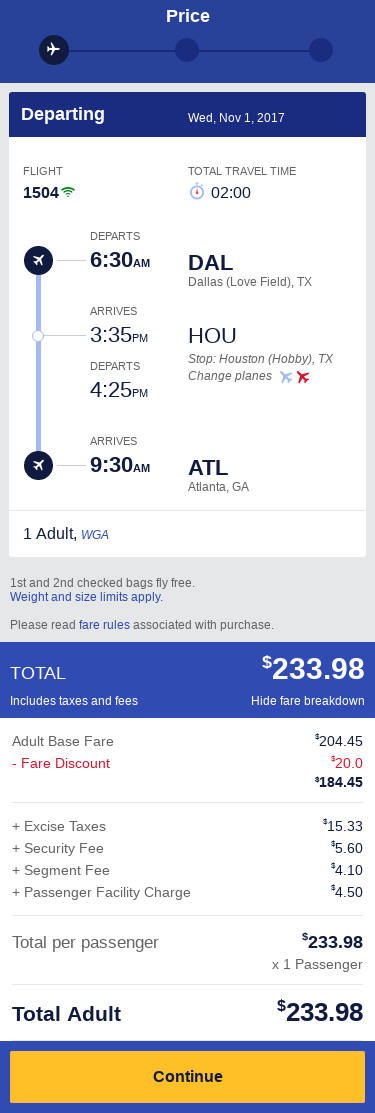 Price
Departing Wed, Nov 1, 2017
FLIGHT TOTAL TRAVEL TIME
1504 02:00
DEPARTS
6:30AM DAL
Dallas (Love Field), TX
ARRIVES
3:35PM HOU
Stop: Houston (Hobby), TX
DEPARTS Change planes
4:25PM
ARRIVES
9:30AM ATL
Atlanta, GA
1 Adult, WGA
1st and 2nd checked bags fly free.
Weight and size limits apply.
Please read fare rules associated with purchase.
TOTAL $233.98
Includes taxes and fees Hide fare breakdown
Adult Base Fare $204.45
- Fare Discount $20.0
$184.45
+ Excise Taxes $15.33
+ Security Fee $5.60
+ Segment Fee $4.10
+ Passenger Facility Charge $4.50
Total per passenger $233.98
x 1 Passenger
Total Adult $233.98
Continue